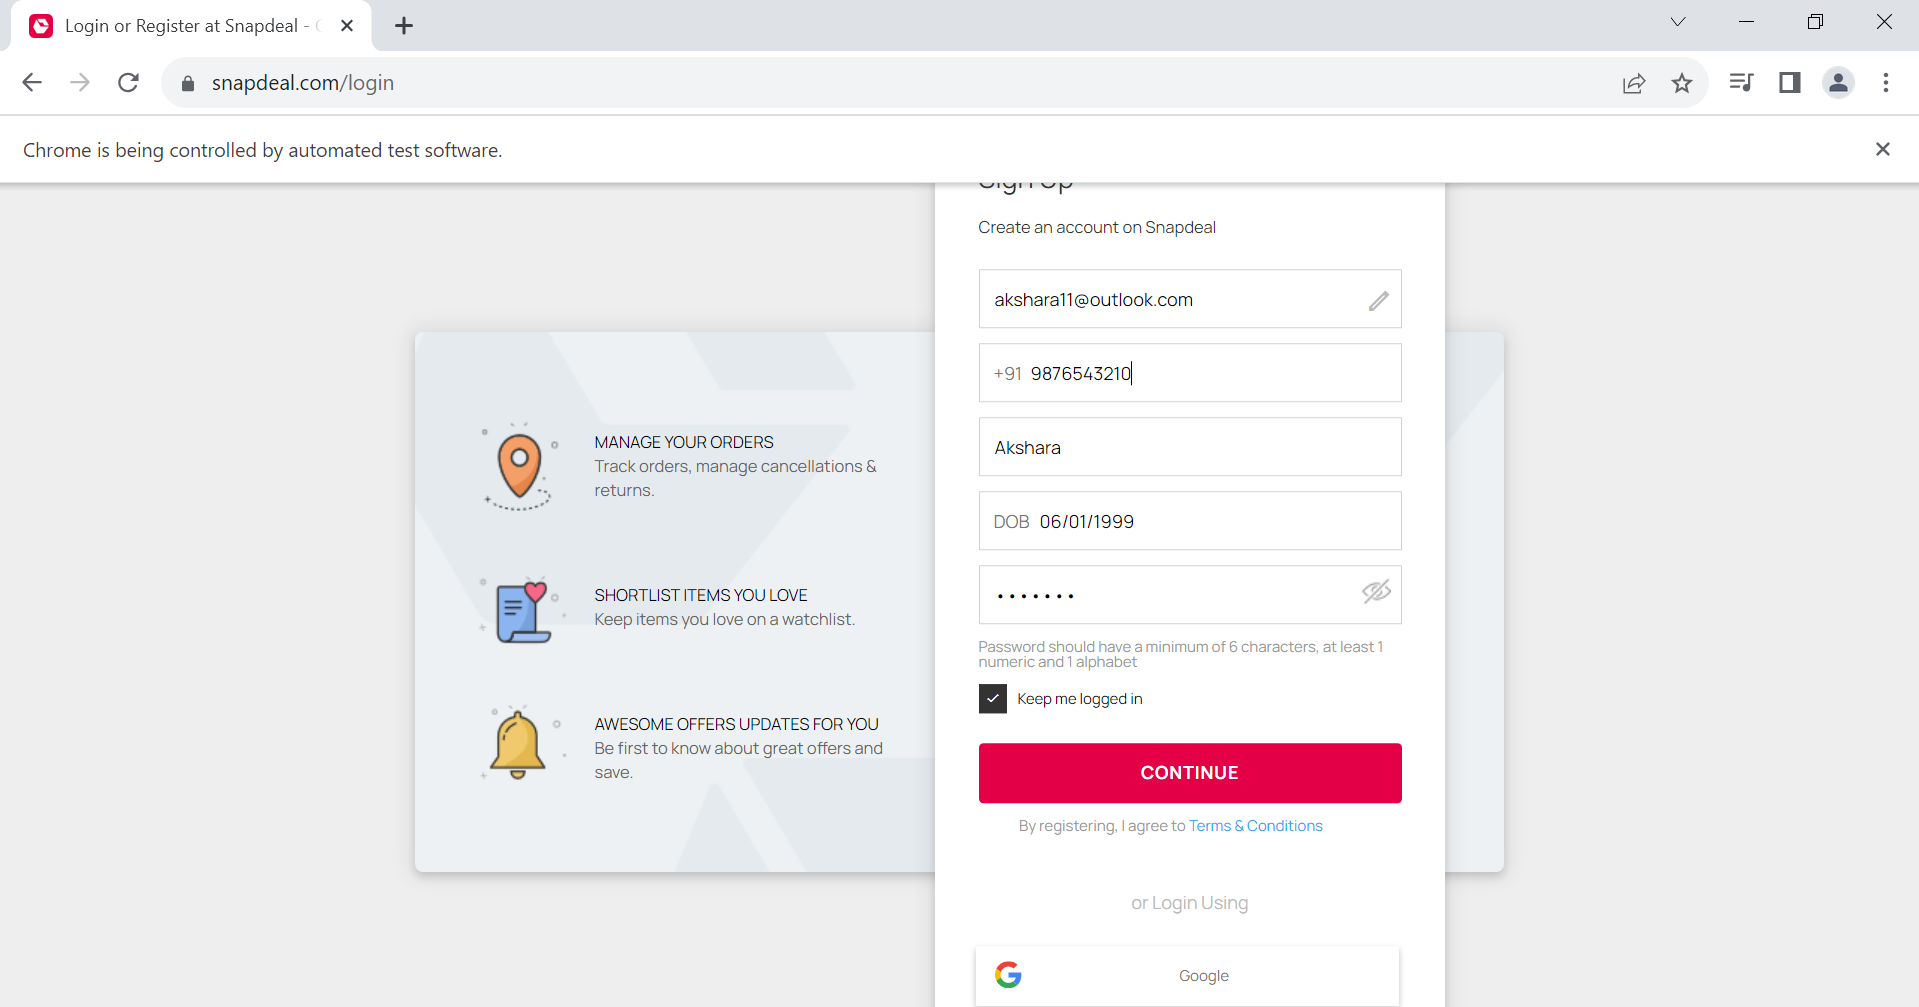 Login or Register at Snapdeal -
snapdeal.com/login
Chrome is being controlled by automated test software.
Sign Up
Create an account on Snapdeal
akshara11@outlook.com
+91 9876543210
Akshara
DOB 06/01/1999
•••••••
Password should have a minimum of 6 characters, at least 1
numeric and 1 alphabet
Keep me logged in
CONTINUE
By registering, I agree to Terms & Conditions
or Login Using
Google
MANAGE YOUR ORDERS
Track orders, manage cancellations &
returns.
SHORTLIST ITEMS YOU LOVE
Keep items you love on a watchlist.
AWESOME OFFERS UPDATES FOR YOU
Be first to know about great offers and
save.